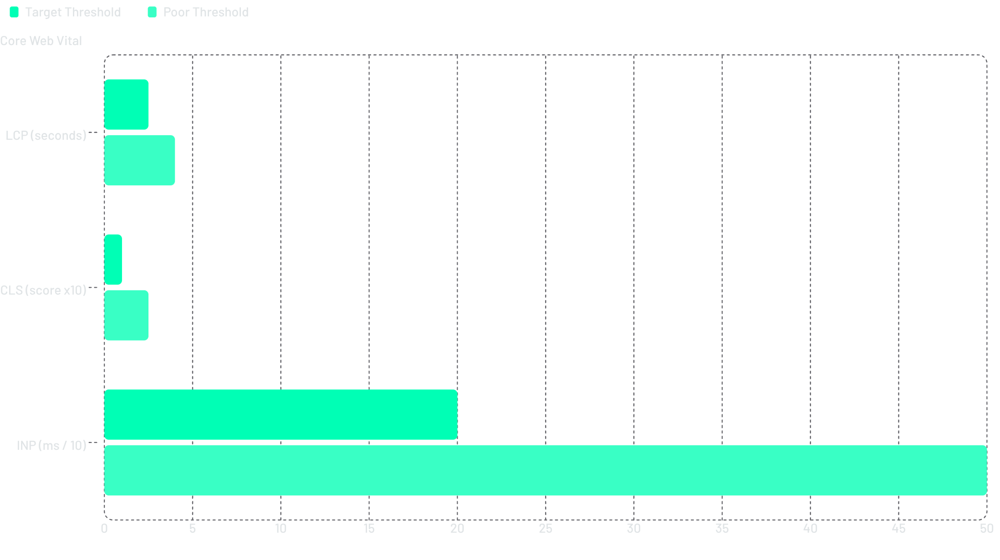 Target Threshold Poor Threshold
Core Web Vital
LCP (seconds)
CLS (score x10)
INP (ms / 10)
0 5 10 15 20 25 30 35 40 45 50